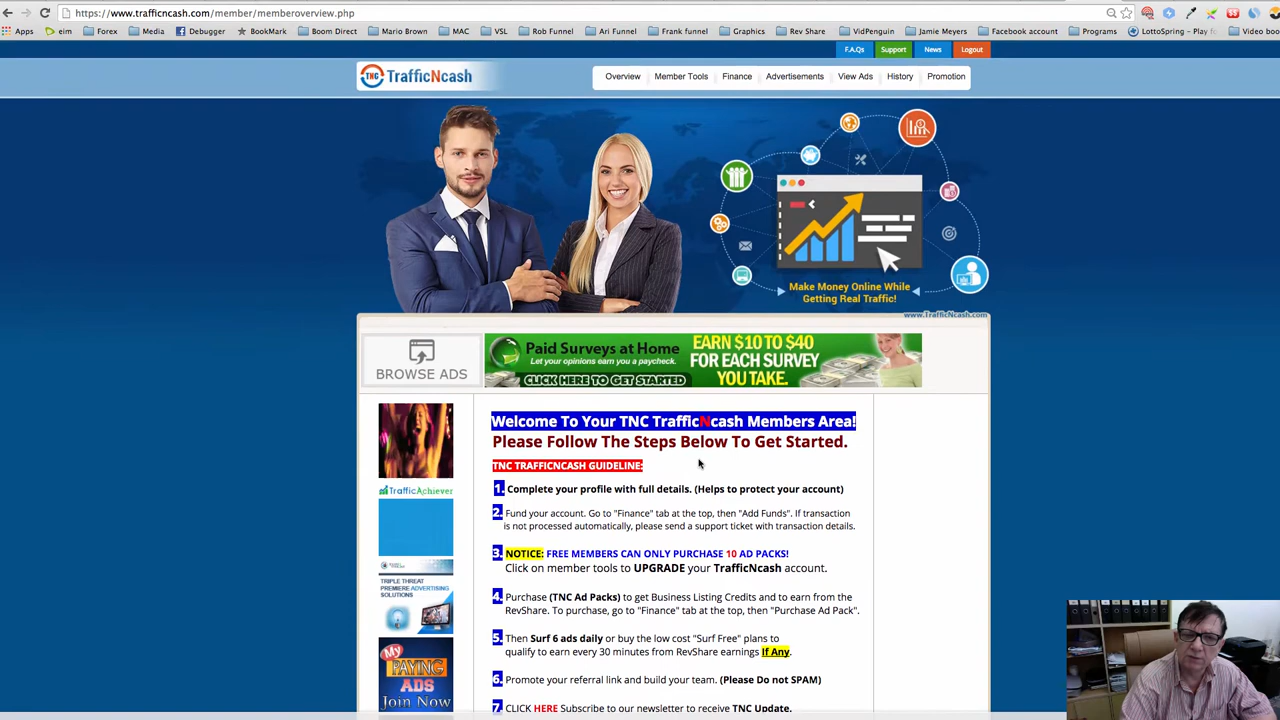 https://www.trafficncash.com/member/memberoverview.php
Apps eim Forex Media Debugger BookMark Boom Direct Mario Brown MAC VSL Rob Funnel Ari Funnel Frank funnel Graphics Rev Share VidPenguin Jamie Meyers Facebook account Programs LottoSpring - Play fo Video boo
F.A.Qs Support News Logout
TNC TrafficNcash
Overview Member Tools Finance Advertisements View Ads History Promotion
Make Money Online While
Getting Real Traffic!
www.TrafficNcash.com
BROWSE ADS
Paid Surveys at Home
Let your opinions earn you a paycheck.
CLICK HERE TO GET STARTED
EARN $10 TO $40
FOR EACH SURVEY
YOU TAKE.
Welcome To Your TNC TrafficNcash Members Area!
Please Follow The Steps Below To Get Started.
TNC TRAFFICNCASH GUIDELINE:
1. Complete your profile with full details. (Helps to protect your account)
2. Fund your account. Go to "Finance" tab at the top, then "Add Funds". If transaction
is not processed automatically, please send a support ticket with transaction details.
3. NOTICE: FREE MEMBERS CAN ONLY PURCHASE 10 AD PACKS!
Click on member tools to UPGRADE your TrafficNcash account.
4. Purchase (TNC Ad Packs) to get Business Listing Credits and to earn from the
RevShare. To purchase, go to "Finance" tab at the top, then "Purchase Ad Pack".
5. Then Surf 6 ads daily or buy the low cost "Surf Free" plans to
qualify to earn every 30 minutes from RevShare earnings If Any.
6. Promote your referral link and build your team. (Please Do not SPAM)
7. CLICK HERE Subscribe to our newsletter to receive TNC Update.
TrafficAchiever
TRIPLE THREAT
PREMIERE ADVERTISING
SOLUTIONS
My
PAYING
ADS
Join Now